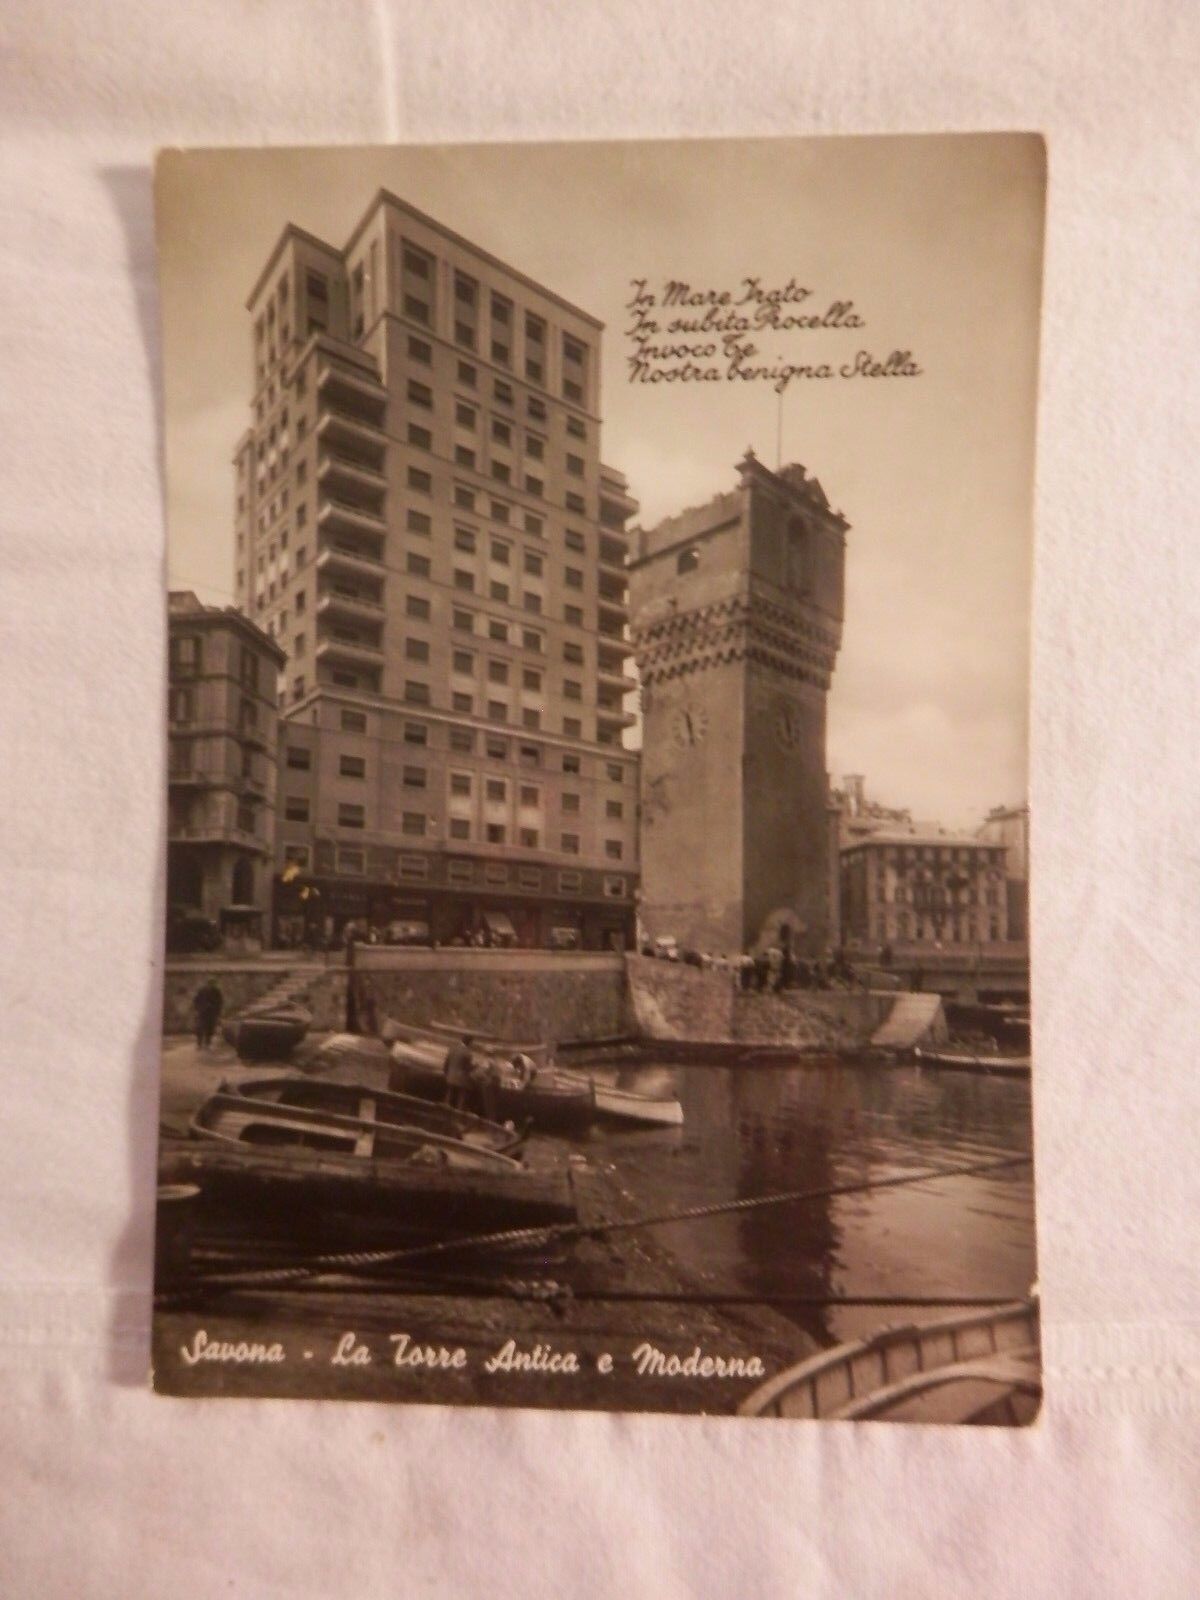 In Mare Irato
In subita Procella
Invoco Te
Nostra benigna Stella
Savona - La Torre Antica e Moderna